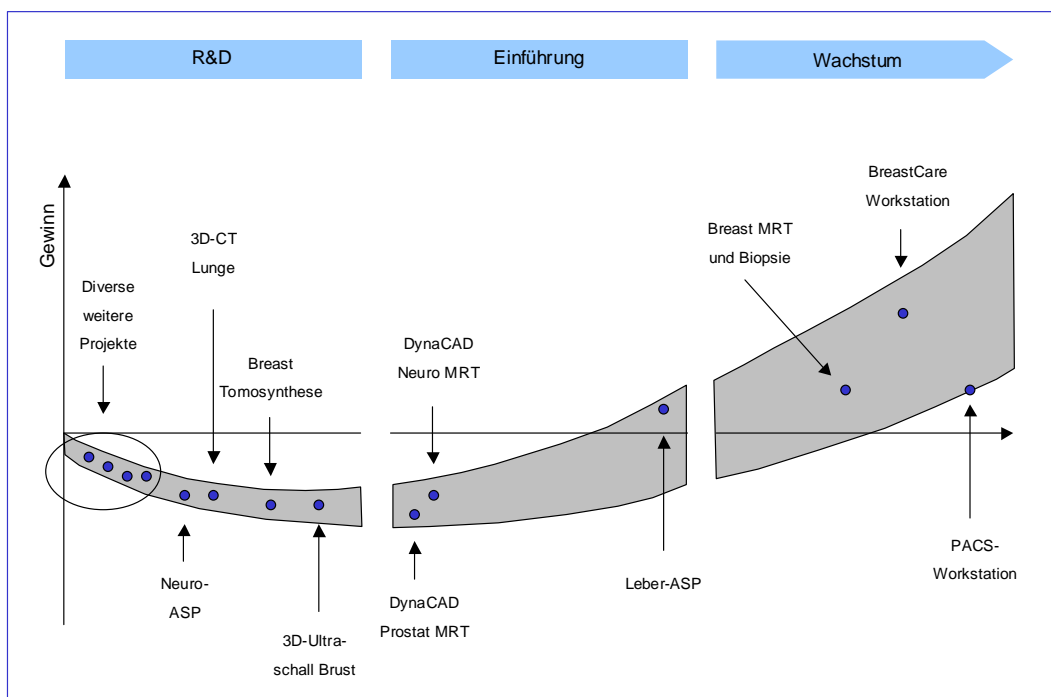 R&D
Einführung
Wachstum
Gewinn
Diverse
weitere
Projekte
3D-CT
Lunge
Breast
Tomosynthese
Neuro-
ASP
3D-Ultra-
schall Brust
DynaCAD
Neuro MRT
DynaCAD
Prostat MRT
Leber-ASP
Breast MRT
und Biopsie
BreastCare
Workstation
PACS-
Workstation